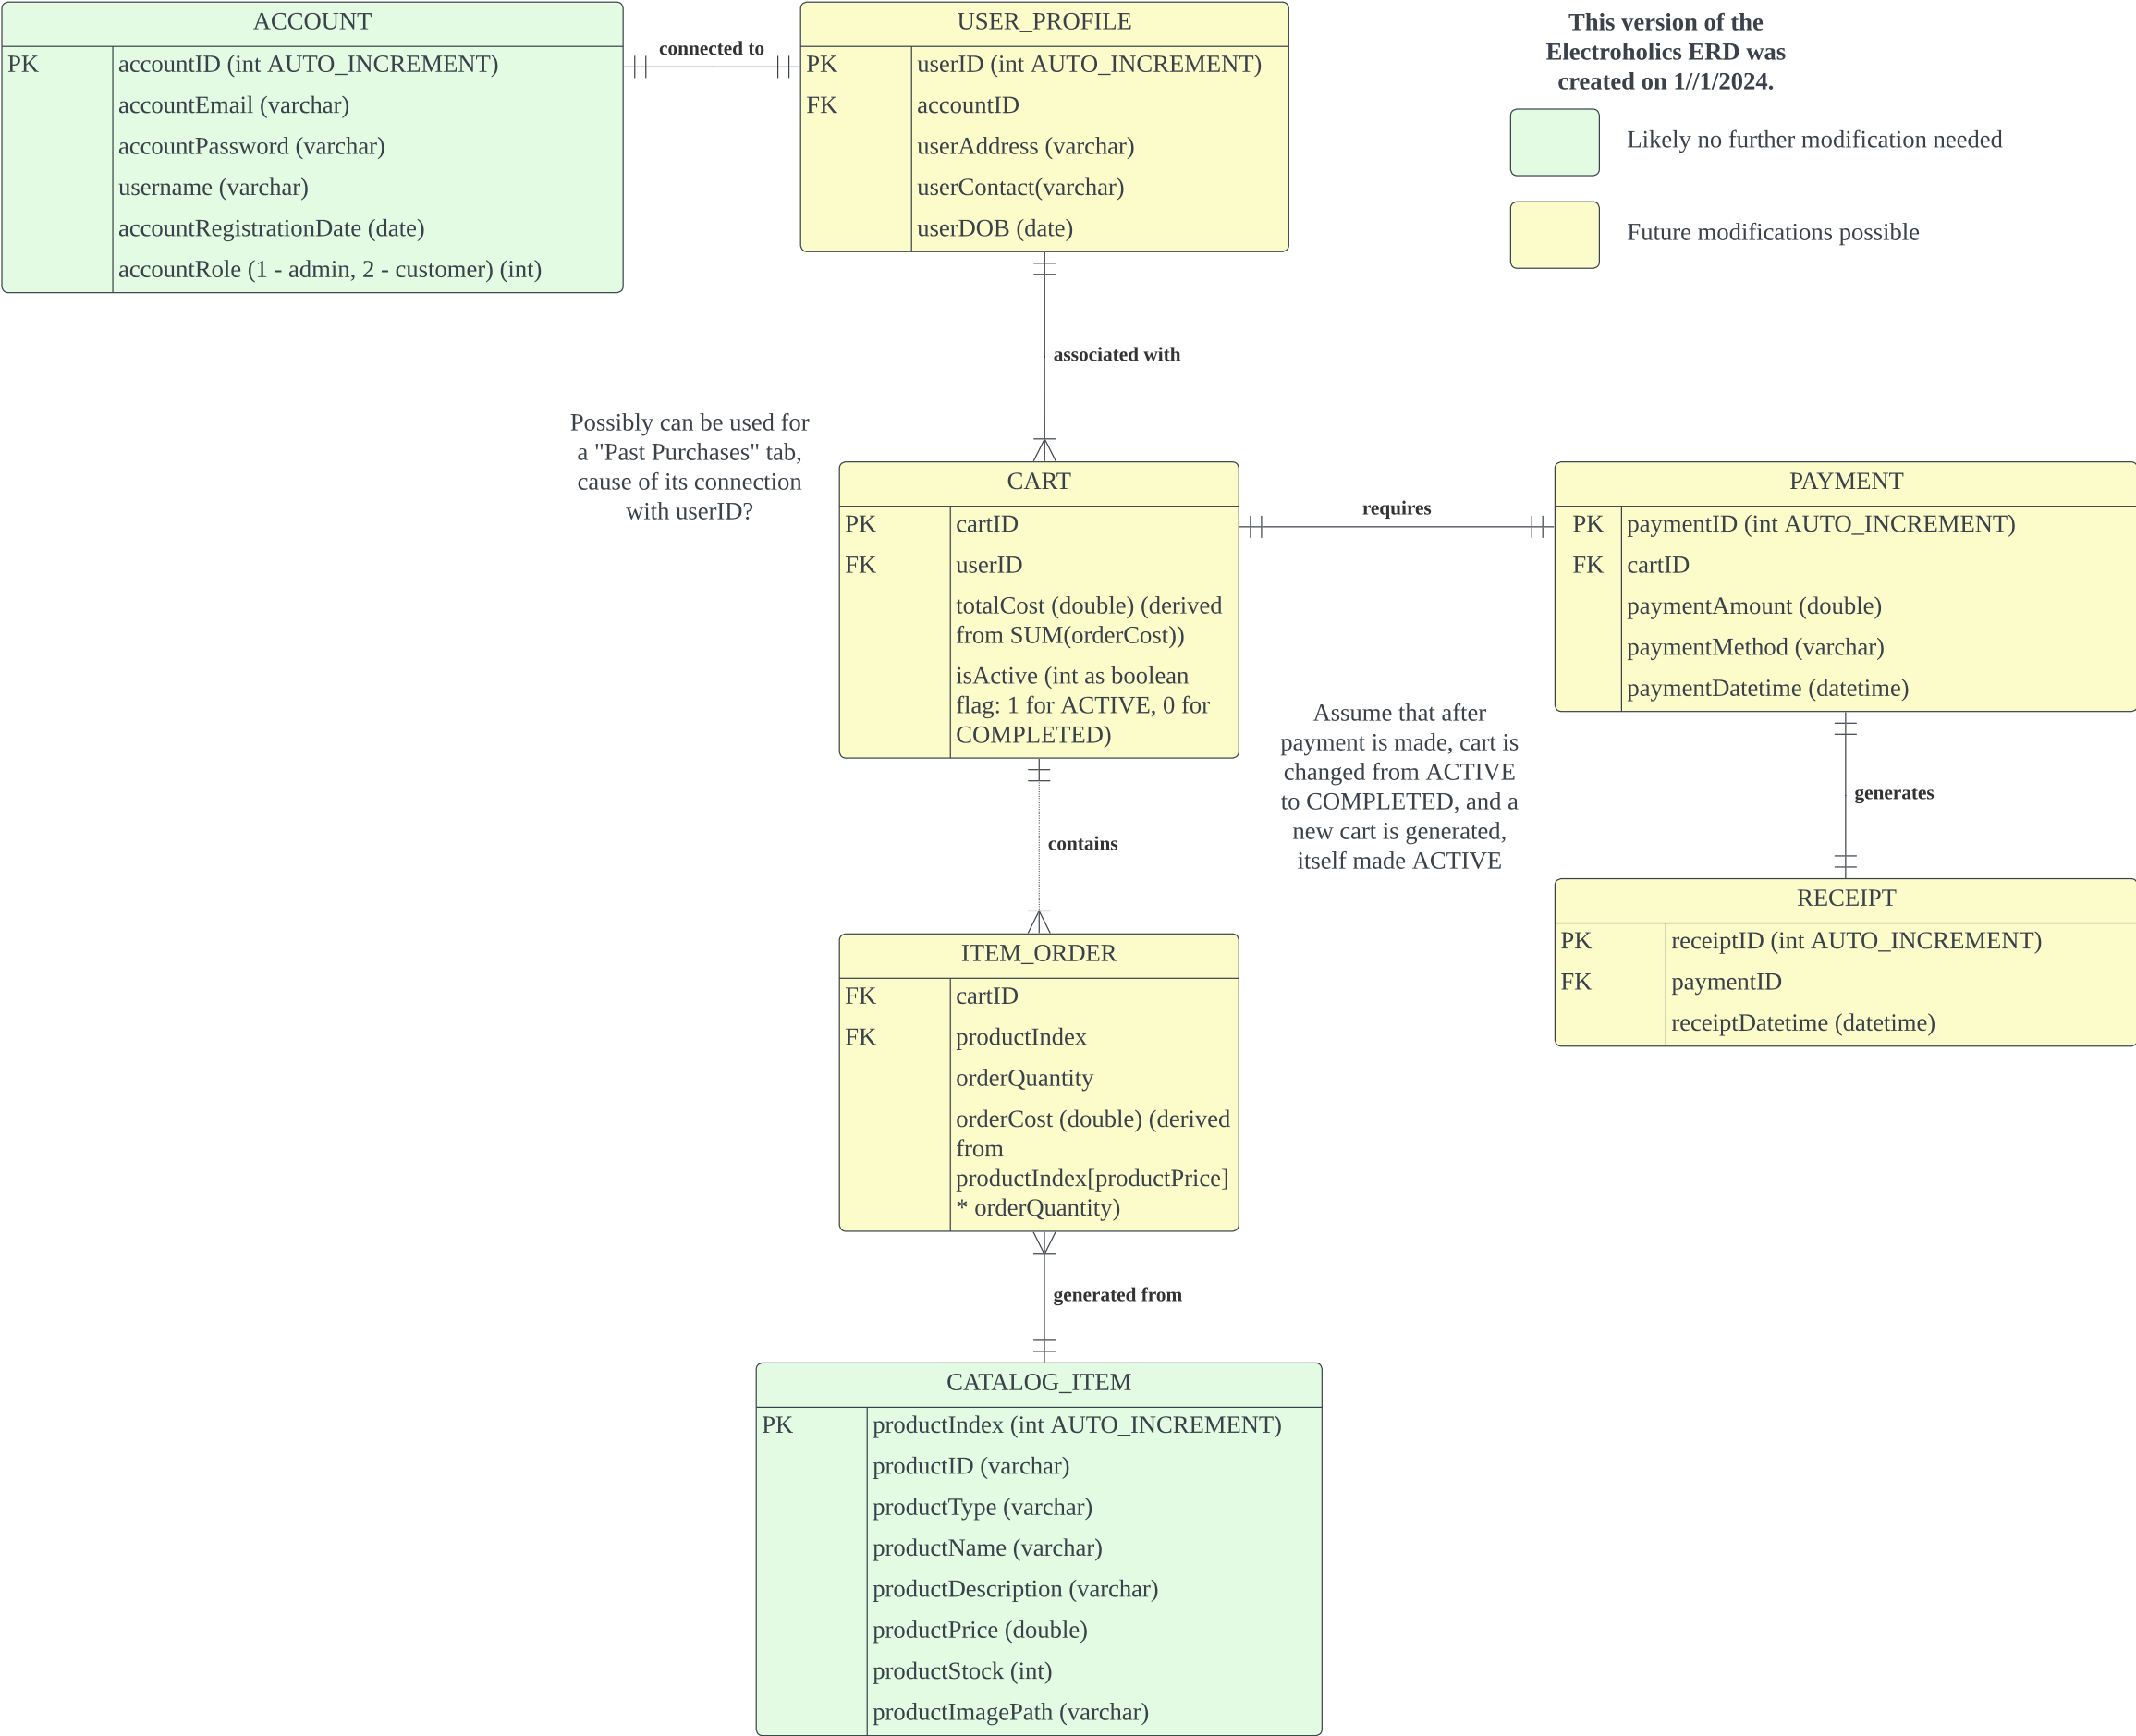 ACCOUNT
PK
accountID (int AUTO_INCREMENT)
accountEmail (varchar)
accountPassword (varchar)
username (varchar)
accountRegistrationDate (date)
accountRole (1 - admin, 2 - customer) (int)
connected to
USER_PROFILE
PK
userID (int AUTO_INCREMENT)
FK
accountID
userAddress (varchar)
userContact(varchar)
userDOB (date)
This version of the
Electroholics ERD was
created on 1//1/2024.
Likely no further modification needed
Future modifications possible
associated with
Possibly can be used for
a "Past Purchases" tab,
cause of its connection
with userID?
CART
PK
cartID
FK
userID
totalCost (double) (derived
from SUM(orderCost))
isActive (int as boolean
flag: 1 for ACTIVE, 0 for
COMPLETED)
requires
PAYMENT
PK
paymentID (int AUTO_INCREMENT)
FK
cartID
paymentAmount (double)
paymentMethod (varchar)
paymentDatetime (datetime)
Assume that after
payment is made, cart is
changed from ACTIVE
to COMPLETED, and a
new cart is generated,
itself made ACTIVE
generates
contains
RECEIPT
PK
receiptID (int AUTO_INCREMENT)
FK
paymentID
receiptDatetime (datetime)
ITEM_ORDER
FK
cartID
FK
productIndex
orderQuantity
orderCost (double) (derived
from
productIndex[productPrice]
* orderQuantity)
generated from
CATALOG_ITEM
PK
productIndex (int AUTO_INCREMENT)
productID (varchar)
productType (varchar)
productName (varchar)
productDescription (varchar)
productPrice (double)
productStock (int)
productImagePath (varchar)